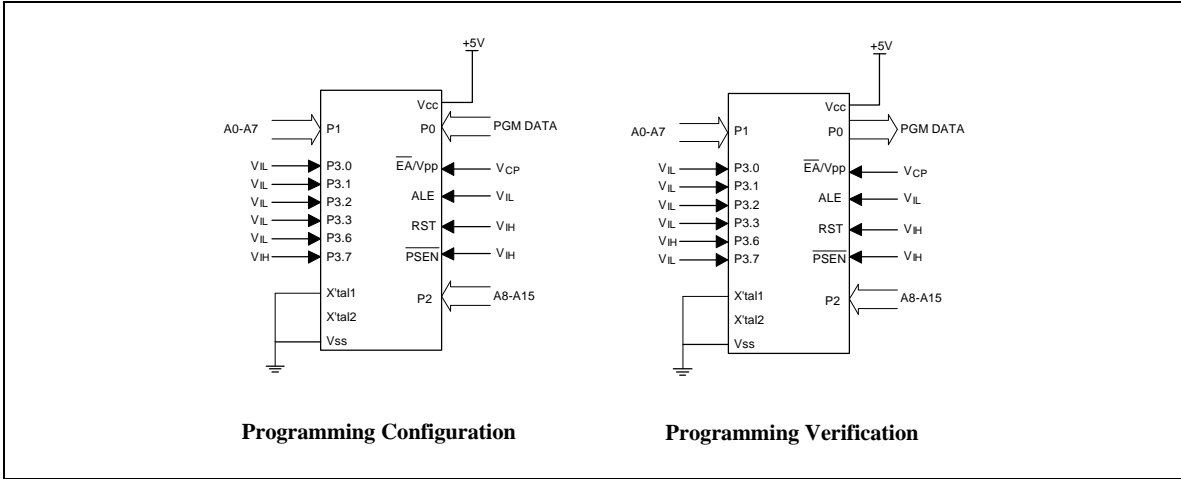 +5V
Vcc
A0-A7
P1
P0
PGM DATA
VIL
P3.0
EA/Vpp
VCP
VIL
P3.1
VIL
P3.2
ALE
VIL
VIL
P3.3
RST
VIH
VIL
P3.6
VIH
P3.7
PSEN
VIH
X'tal1
P2
A8-A15
X'tal2
Vss
Programming Configuration
+5V
Vcc
A0-A7
P1
P0
PGM DATA
VIL
P3.0
EA/Vpp
VCP
VIL
P3.1
VIL
P3.2
ALE
VIL
VIL
P3.3
RST
VIH
VIH
P3.6
VIL
P3.7
PSEN
VIH
X'tal1
P2
A8-A15
X'tal2
Vss
Programming Verification